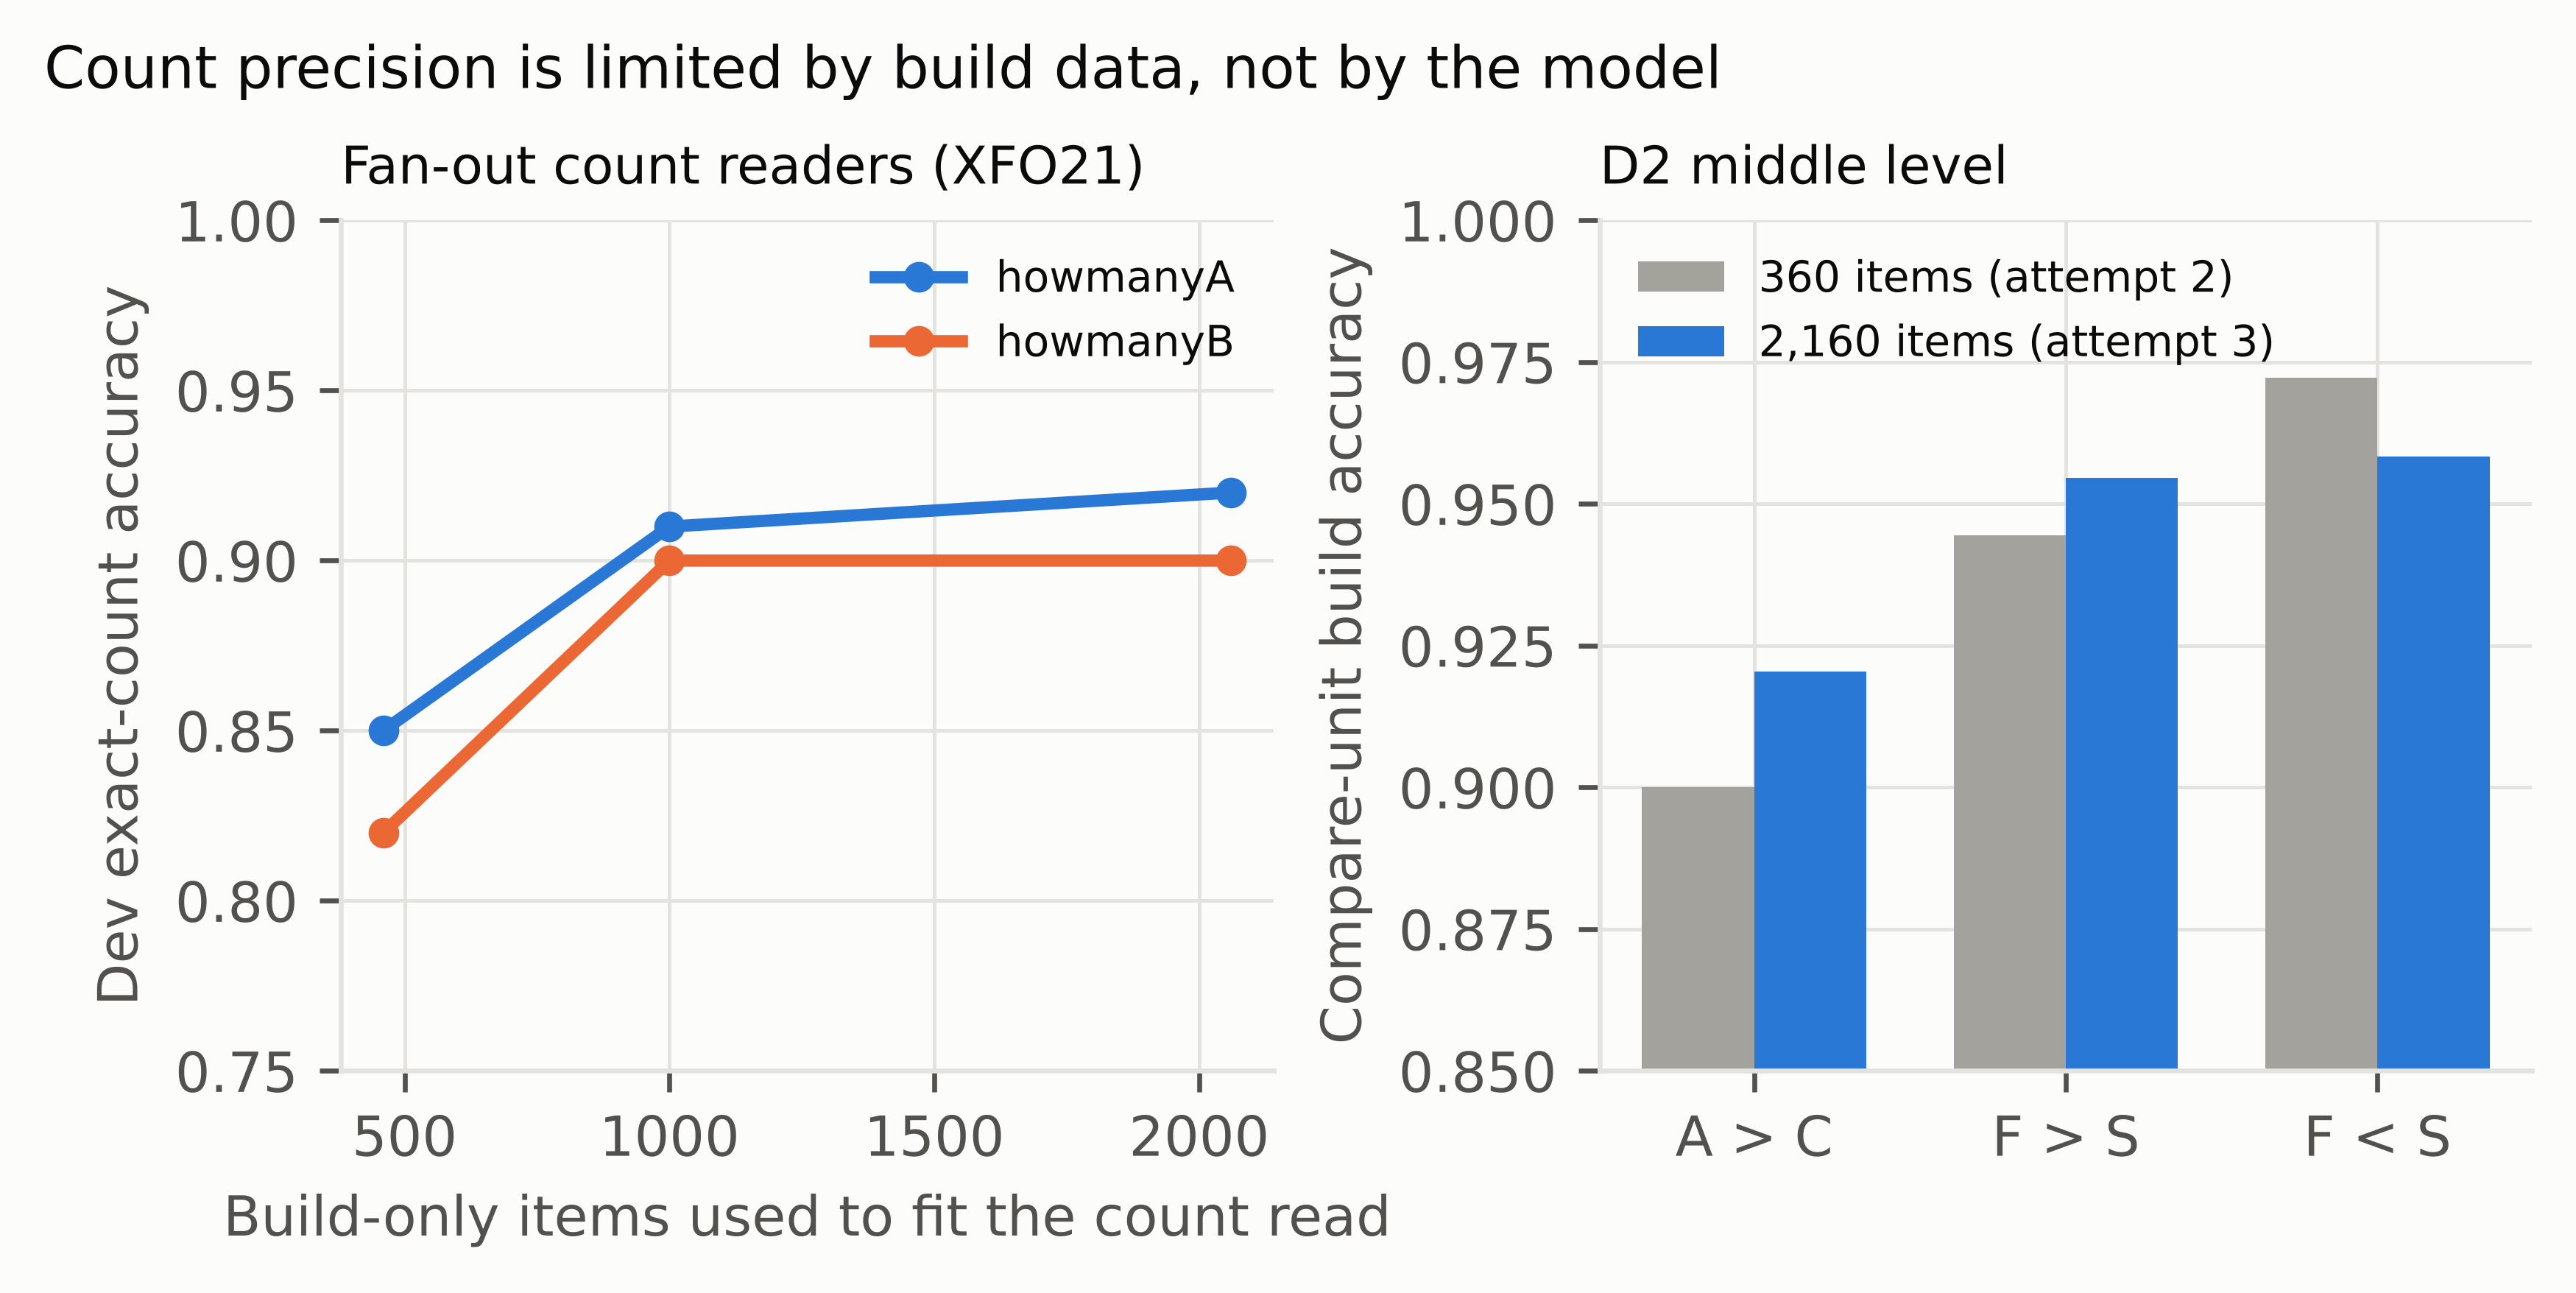 Count precision is limited by build data, not by the model
Fan-out count readers (XFO21)
Dev exact-count accuracy
1.00
0.95
0.90
0.85
0.80
0.75
howmanyA
howmanyB
500 1000 1500 2000
Build-only items used to fit the count read
D2 middle level
Compare-unit build accuracy
1.000
0.975
0.950
0.925
0.900
0.875
0.850
360 items (attempt 2)
2,160 items (attempt 3)
A > C F > S F < S